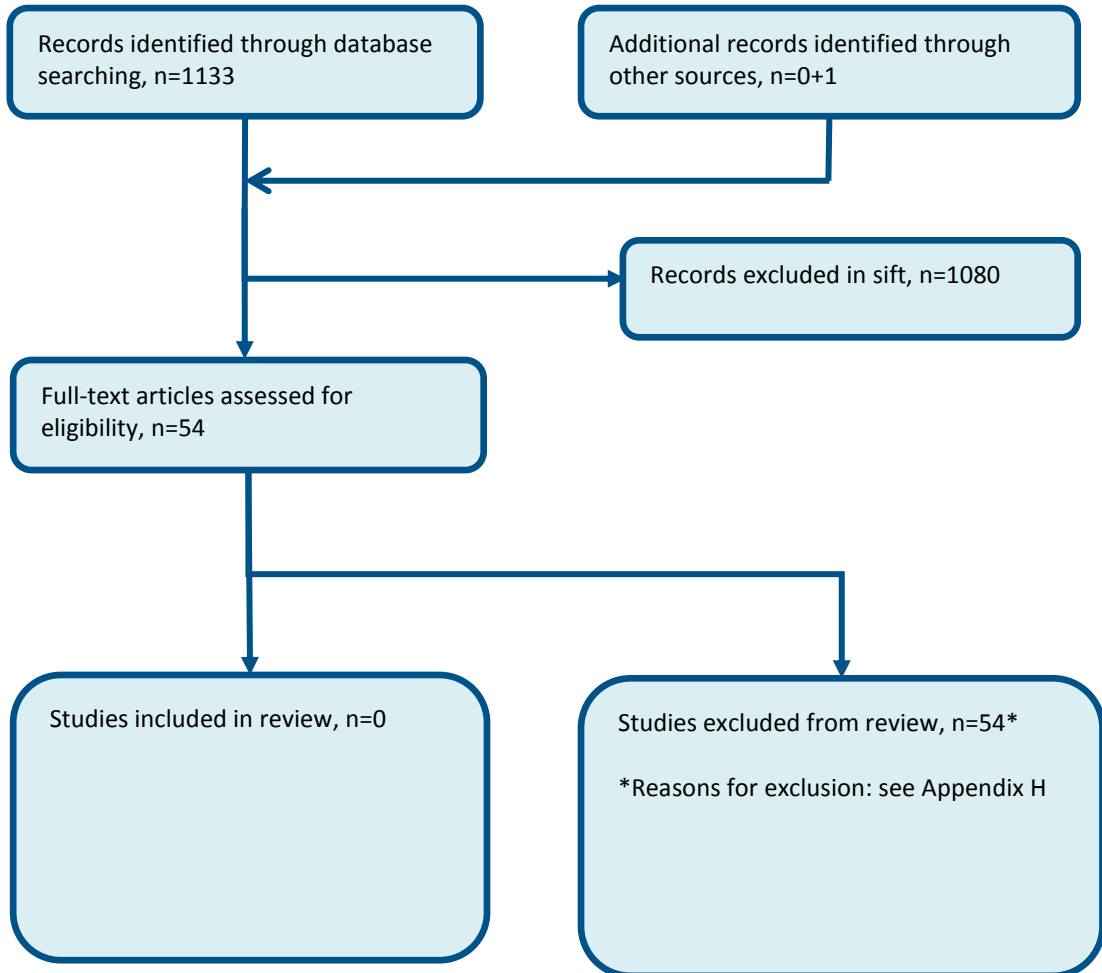 Records identified through database
searching, n=1133
Additional records identified through
other sources, n=0+1
Records excluded in sift, n=1080
Full-text articles assessed for
eligibility, n=54
Studies included in review, n=0
Studies excluded from review, n=54*
*Reasons for exclusion: see Appendix H